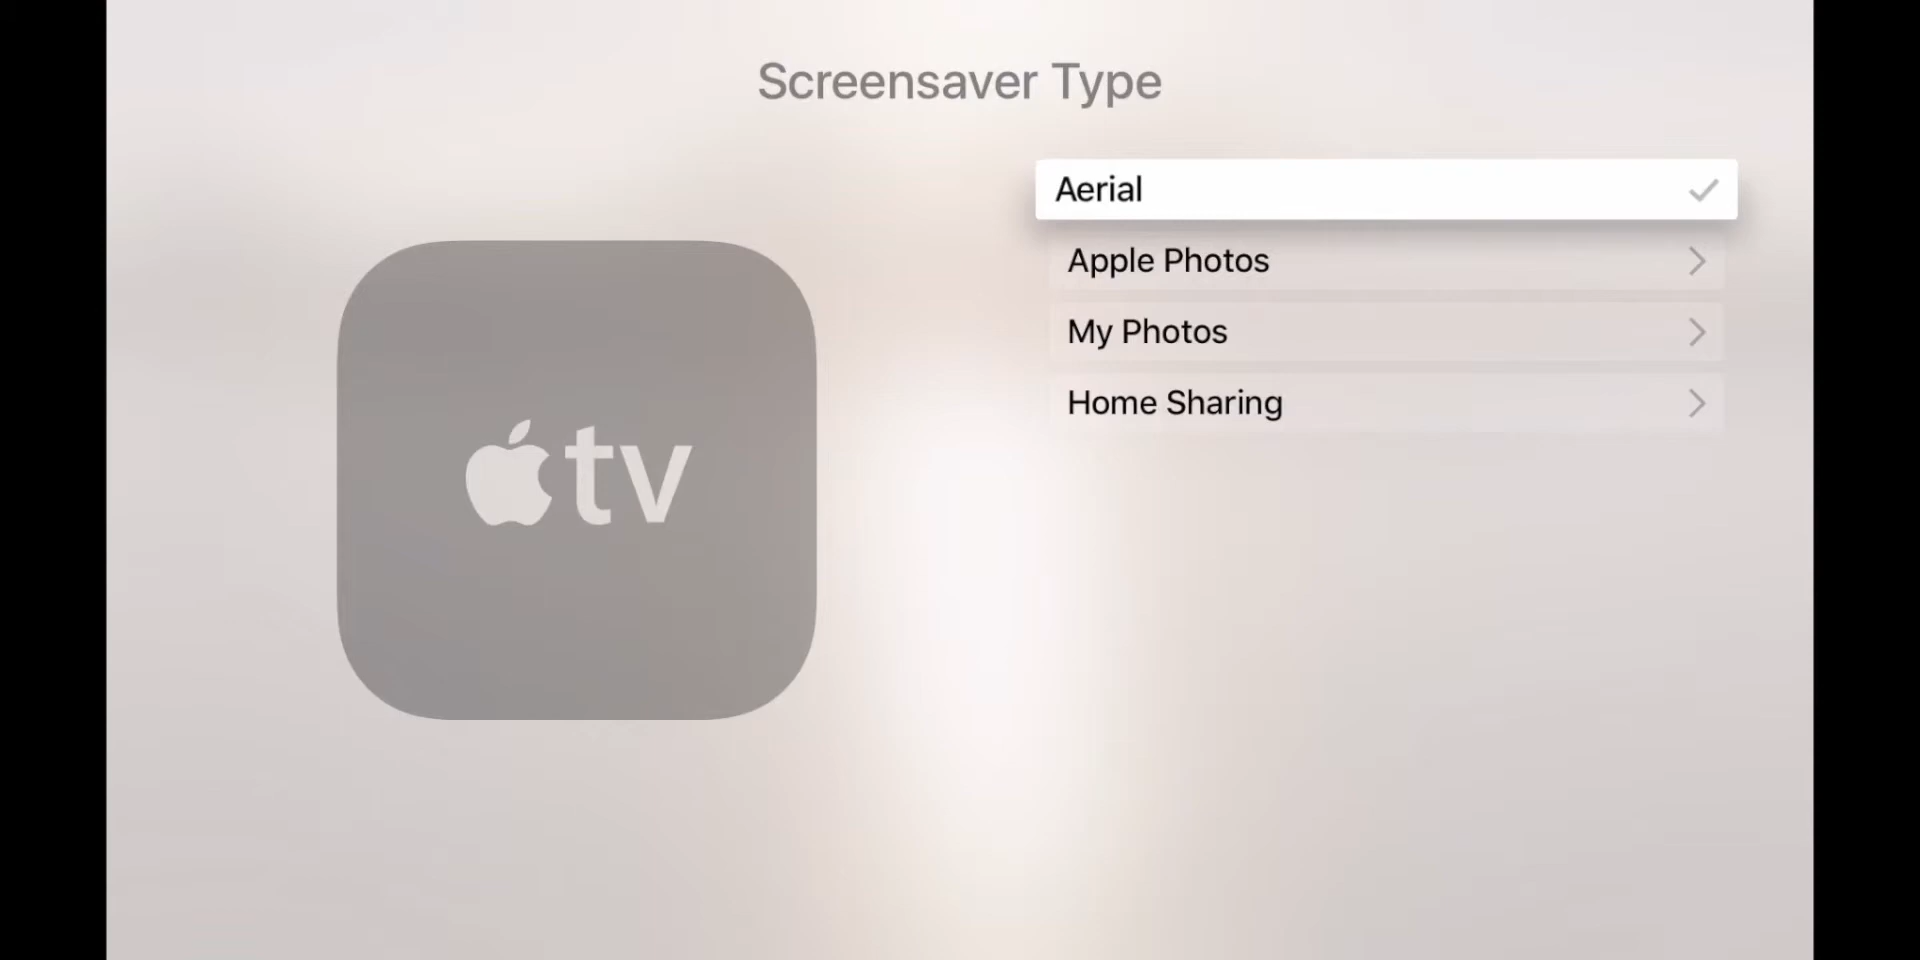 Screensaver Type
Aerial
Apple Photos
My Photos
Home Sharing
tv